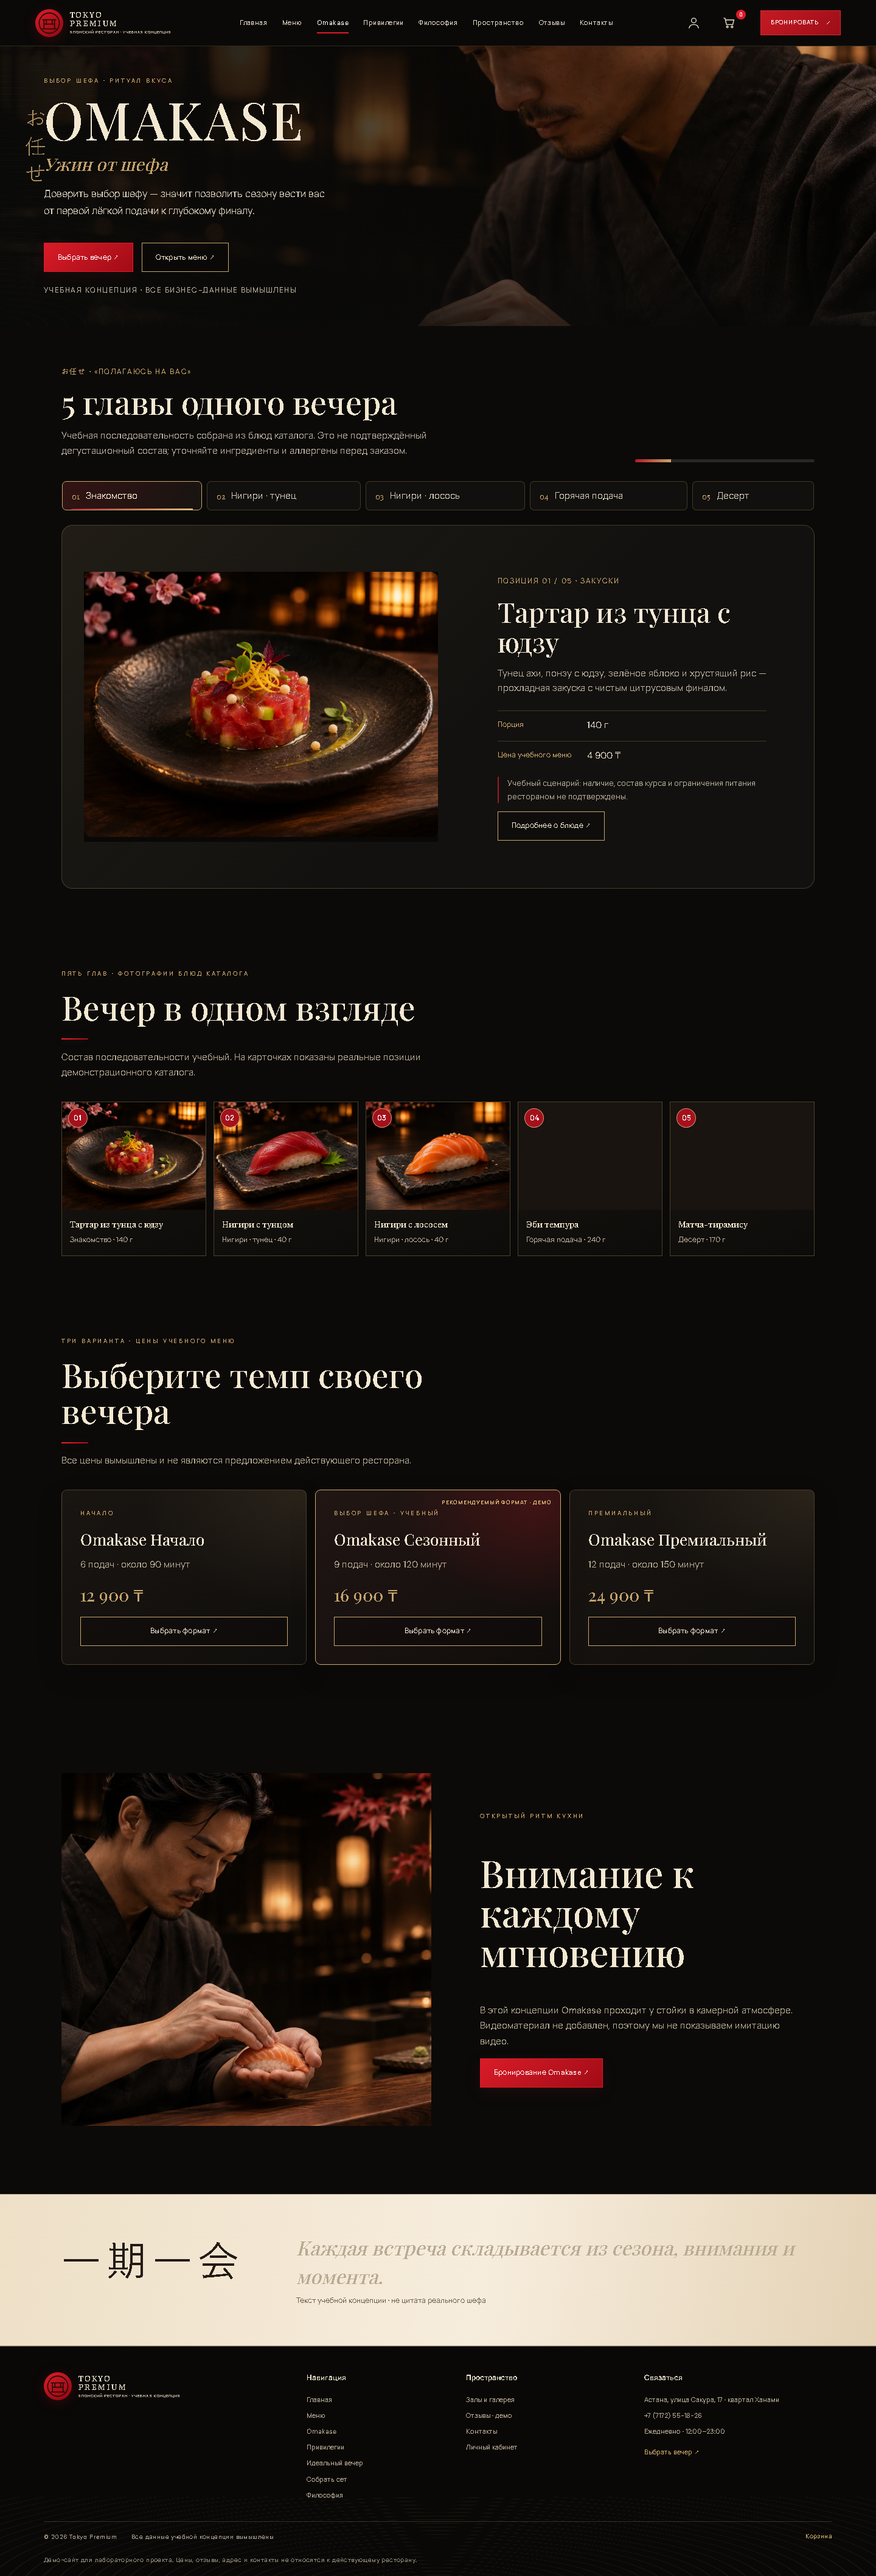 TOKYO
PREMIUM
ЯПОНСКИЙ РЕСТОРАН · УЧЕБНАЯ КОНЦЕПЦИЯ
Главная Меню Omakase Привилегии Философия Пространство Отзывы Контакты
0
БРОНИРОВАТЬ ↗
ВЫБОР ШЕФА · РИТУАЛ ВКУСА
お任せ
OMAKASE
Ужин от шефа
Доверить выбор шефу — значит позволить сезону вести вас
от первой лёгкой подачи к глубокому финалу.
Выбрать вечер ↗ Открыть меню ↗
УЧЕБНАЯ КОНЦЕПЦИЯ · ВСЕ БИЗНЕС-ДАННЫЕ ВЫМЫШЛЕНЫ
お任せ · «ПОЛАГАЮСЬ НА ВАС»
5 главы одного вечера
Учебная последовательность собрана из блюд каталога. Это не подтверждённый
дегустационный состав; уточняйте ингредиенты и аллергены перед заказом.
01 Знакомство 02 Нигири · тунец 03 Нигири · лосось 04 Горячая подача 05 Десерт
ПОЗИЦИЯ 01 / 05 · ЗАКУСКИ
Тартар из тунца с
юдзу
Тунец ахи, понзу с юдзу, зелёное яблоко и хрустящий рис —
прохладная закуска с чистым цитрусовым финалом.
Порция 140 г
Цена учебного меню 4 900 ₸
Учебный сценарий: наличие, состав курса и ограничения питания
рестораном не подтверждены.
Подробнее о блюде ↗
ПЯТЬ ГЛАВ · ФОТОГРАФИИ БЛЮД КАТАЛОГА
Вечер в одном взгляде
Состав последовательности учебный. На карточках показаны реальные позиции
демонстрационного каталога.
01 02 03 04 05
Тартар из тунца с юдзу Нигири с тунцом Нигири с лососем Эби темпура Матча-тирамису
Знакомство · 140 г Нигири · тунец · 40 г Нигири · лосось · 40 г Горячая подача · 240 г Десерт · 170 г
ТРИ ВАРИАНТА · ЦЕНЫ УЧЕБНОГО МЕНЮ
Выберите темп своего
вечера
Все цены вымышлены и не являются предложением действующего ресторана.
РЕКОМЕНДУЕМЫЙ ФОРМАТ · ДЕМО
НАЧАЛО ВЫБОР ШЕФА · УЧЕБНЫЙ ПРЕМИАЛЬНЫЙ
Omakase Начало Omakase Сезонный Omakase Премиальный
6 подач · около 90 минут 9 подач · около 120 минут 12 подач · около 150 минут
12 900 ₸ 16 900 ₸ 24 900 ₸
Выбрать формат ↗ Выбрать формат ↗ Выбрать формат ↗
ОТКРЫТЫЙ РИТМ КУХНИ
Внимание к
каждому
мгновению
В этой концепции Omakase проходит у стойки в камерной атмосфере.
Видеоматериал не добавлен, поэтому мы не показываем имитацию
видео.
Бронирование Omakase ↗
一期一会
Каждая встреча складывается из сезона, внимания и
момента.
Текст учебной концепции · не цитата реального шефа
TOKYO
PREMIUM
ЯПОНСКИЙ РЕСТОРАН · УЧЕБНАЯ КОНЦЕПЦИЯ
Навигация
Главная
Меню
Omakase
Привилегии
Идеальный вечер
Собрать сет
Философия
Пространство
Залы и галерея
Отзывы · демо
Контакты
Личный кабинет
Связаться
Астана, улица Сакура, 17 · квартал Ханами
+7 (7172) 55-18-26
Ежедневно · 12:00–23:00
Выбрать вечер ↗
© 2026 Tokyo Premium Все данные учебной концепции вымышлены Корзина
Демо-сайт для лабораторного проекта. Цены, отзывы, адрес и контакты не относятся к действующему ресторану.